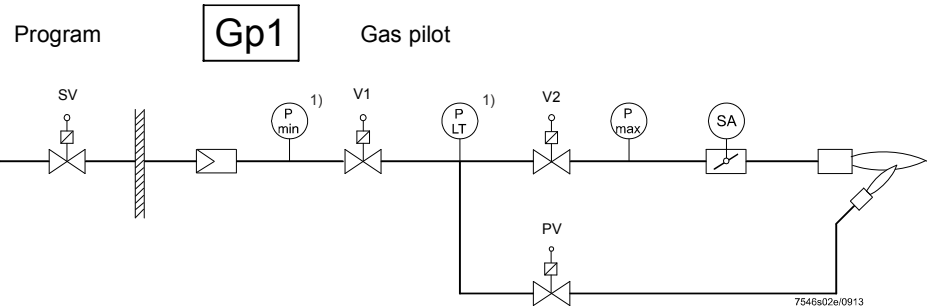 Program Gp1 Gas pilot
SV
P min 1)
V1
P LT 1)
V2
P max
SA
PV
7546s02e/0913